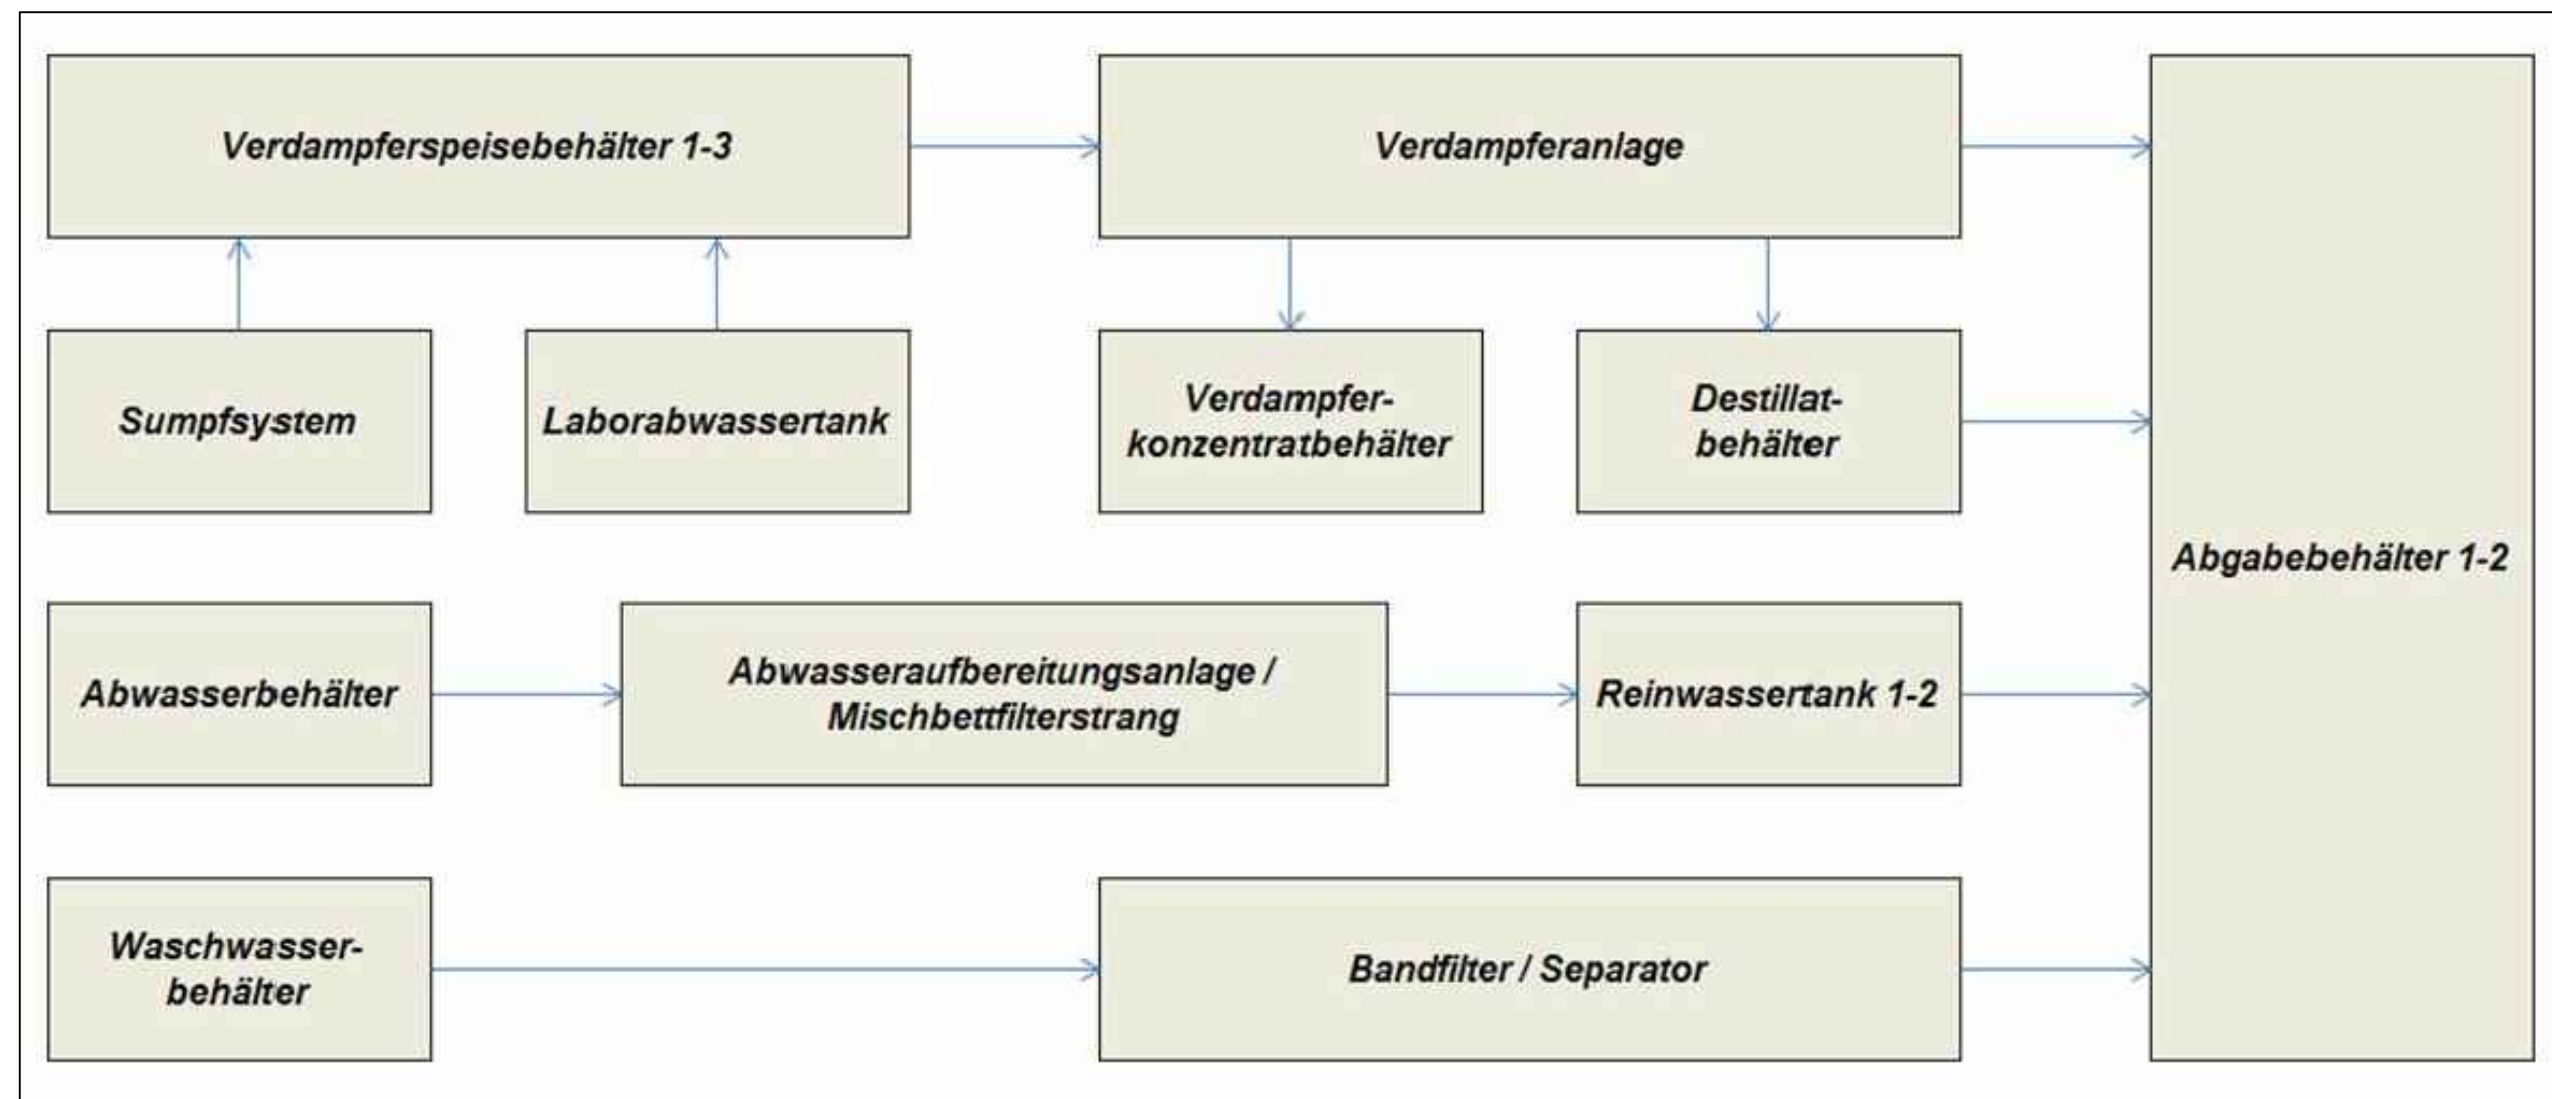 Verdampferspeisebehälter 1-3
Verdampferanlage
Sumpfsystem
Laborabwassertank
Verdampfer-
konzentratbehälter
Destillat-
behälter
Abgabebehälter 1-2
Abwasserbehälter
Abwasseraufbereitungsanlage /
Mischbettfilterstrang
Reinwassertank 1-2
Waschwasser-
behälter
Bandfilter / Separator